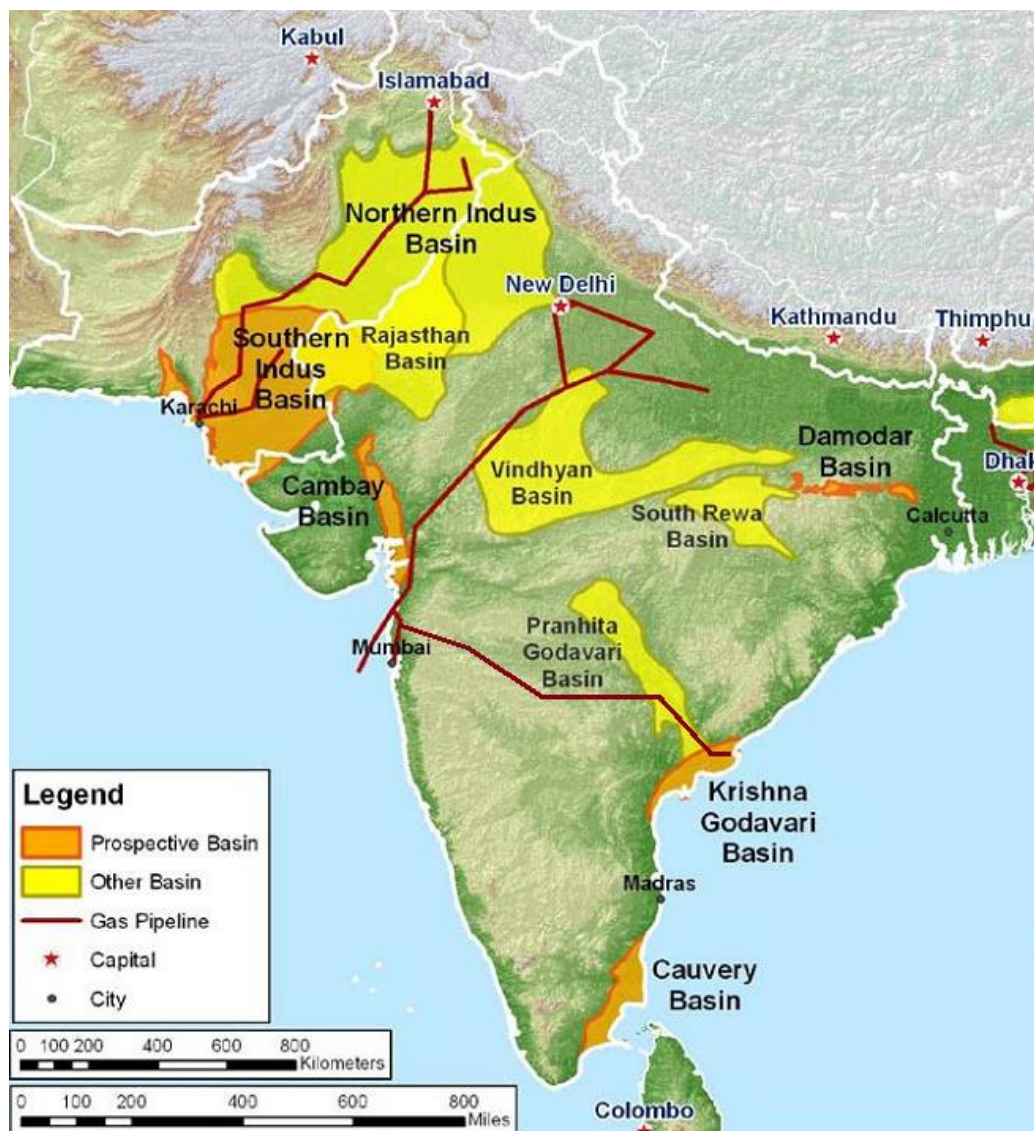 Kabul
Islamabad
Northern Indus
Basin
New Delhi
Kathmandu
Thimphu
Southern
Indus
Basin
Rajasthan
Basin
Karachi
Damodar
Basin
Dhak
Vindhyan
Basin
Cambay
Basin
South Rewa
Basin
Calcutta
Pranhita
Godavari
Basin
Mumbai
Krishna
Godavari
Basin
Madras
Cauvery
Basin
Colombo
Legend
Prospective Basin
Other Basin
Gas Pipeline
Capital
City
0 100 200 400 600 800
Kilometers
0 100 200 400 600 800
Miles